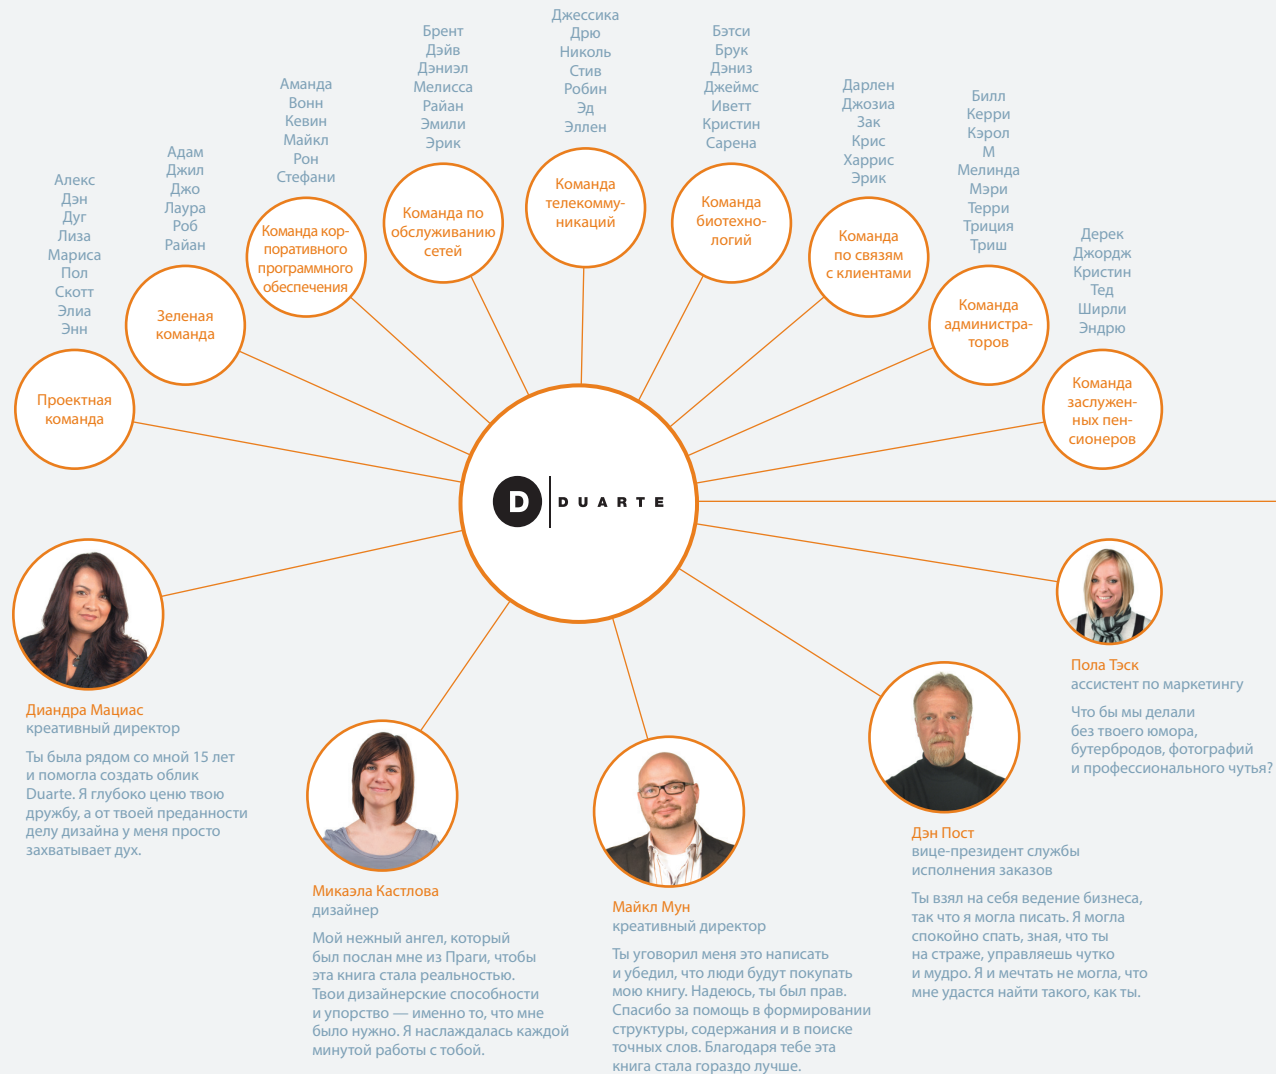 Алекс
Дэн
Дуг
Лиза
Мариса
Пол
Скотт
Элиа
Энн
Проектная
команда
Адам
Джил
Джо
Лаура
Роб
Райан
Зеленая
команда
Аманда
Вонн
Кевин
Майкл
Рон
Стефани
Команда кор-
поративного
программного
обеспечения
Брент
Дэйв
Дэниэл
Мелисса
Райан
Эмили
Эрик
Команда по
обслуживанию
сетей
Джессика
Дрю
Николь
Стив
Робин
Эд
Эллен
Команда
телекомму-
никаций
Бэтси
Брук
Дэниз
Джеймс
Иветт
Кристин
Сарена
Команда
биотехно-
логий
Дарлен
Джозиа
Зак
Крис
Харрис
Эрик
Команда
по связям
с клиентами
Билл
Керри
Кэрол
М
Мелинда
Мэри
Терри
Триция
Триш
Команда
администра-
торов
Дерек
Джордж
Кристин
Тед
Ширли
Эндрю
Команда
заслужен-
ных пен-
сионеров
D DUARTE
Диандра Мациас
креативный директор
Ты была рядом со мной 15 лет
и помогла создать облик
Duarte. Я глубоко ценю твою
дружбу, а от твоей преданности
делу дизайна у меня просто
захватывает дух.
Микаэла Кастлова
дизайнер
Мой нежный ангел, который
был послан мне из Праги, чтобы
эта книга стала реальностью.
Твои дизайнерские способности
и упорство — именно то, что мне
было нужно. Я наслаждалась каждой
минутой работы с тобой.
Майкл Мун
креативный директор
Ты уговорил меня это написать
и убедил, что люди будут покупать
мою книгу. Надеюсь, ты был прав.
Спасибо за помощь в формировании
структуры, содержания и в поиске
точных слов. Благодаря тебе эта
книга стала гораздо лучше.
Дэн Пост
вице-президент службы
исполнения заказов
Ты взял на себя ведение бизнеса,
так что я могла писать. Я могла
спокойно спать, зная, что ты
на страже, управляешь чутко
и мудро. Я и мечтать не могла, что
мне удастся найти такого, как ты.
Пола Тэск
ассистент по маркетингу
Что бы мы делали
без твоего юмора,
бутербродов, фотографий
и профессионального чутья?